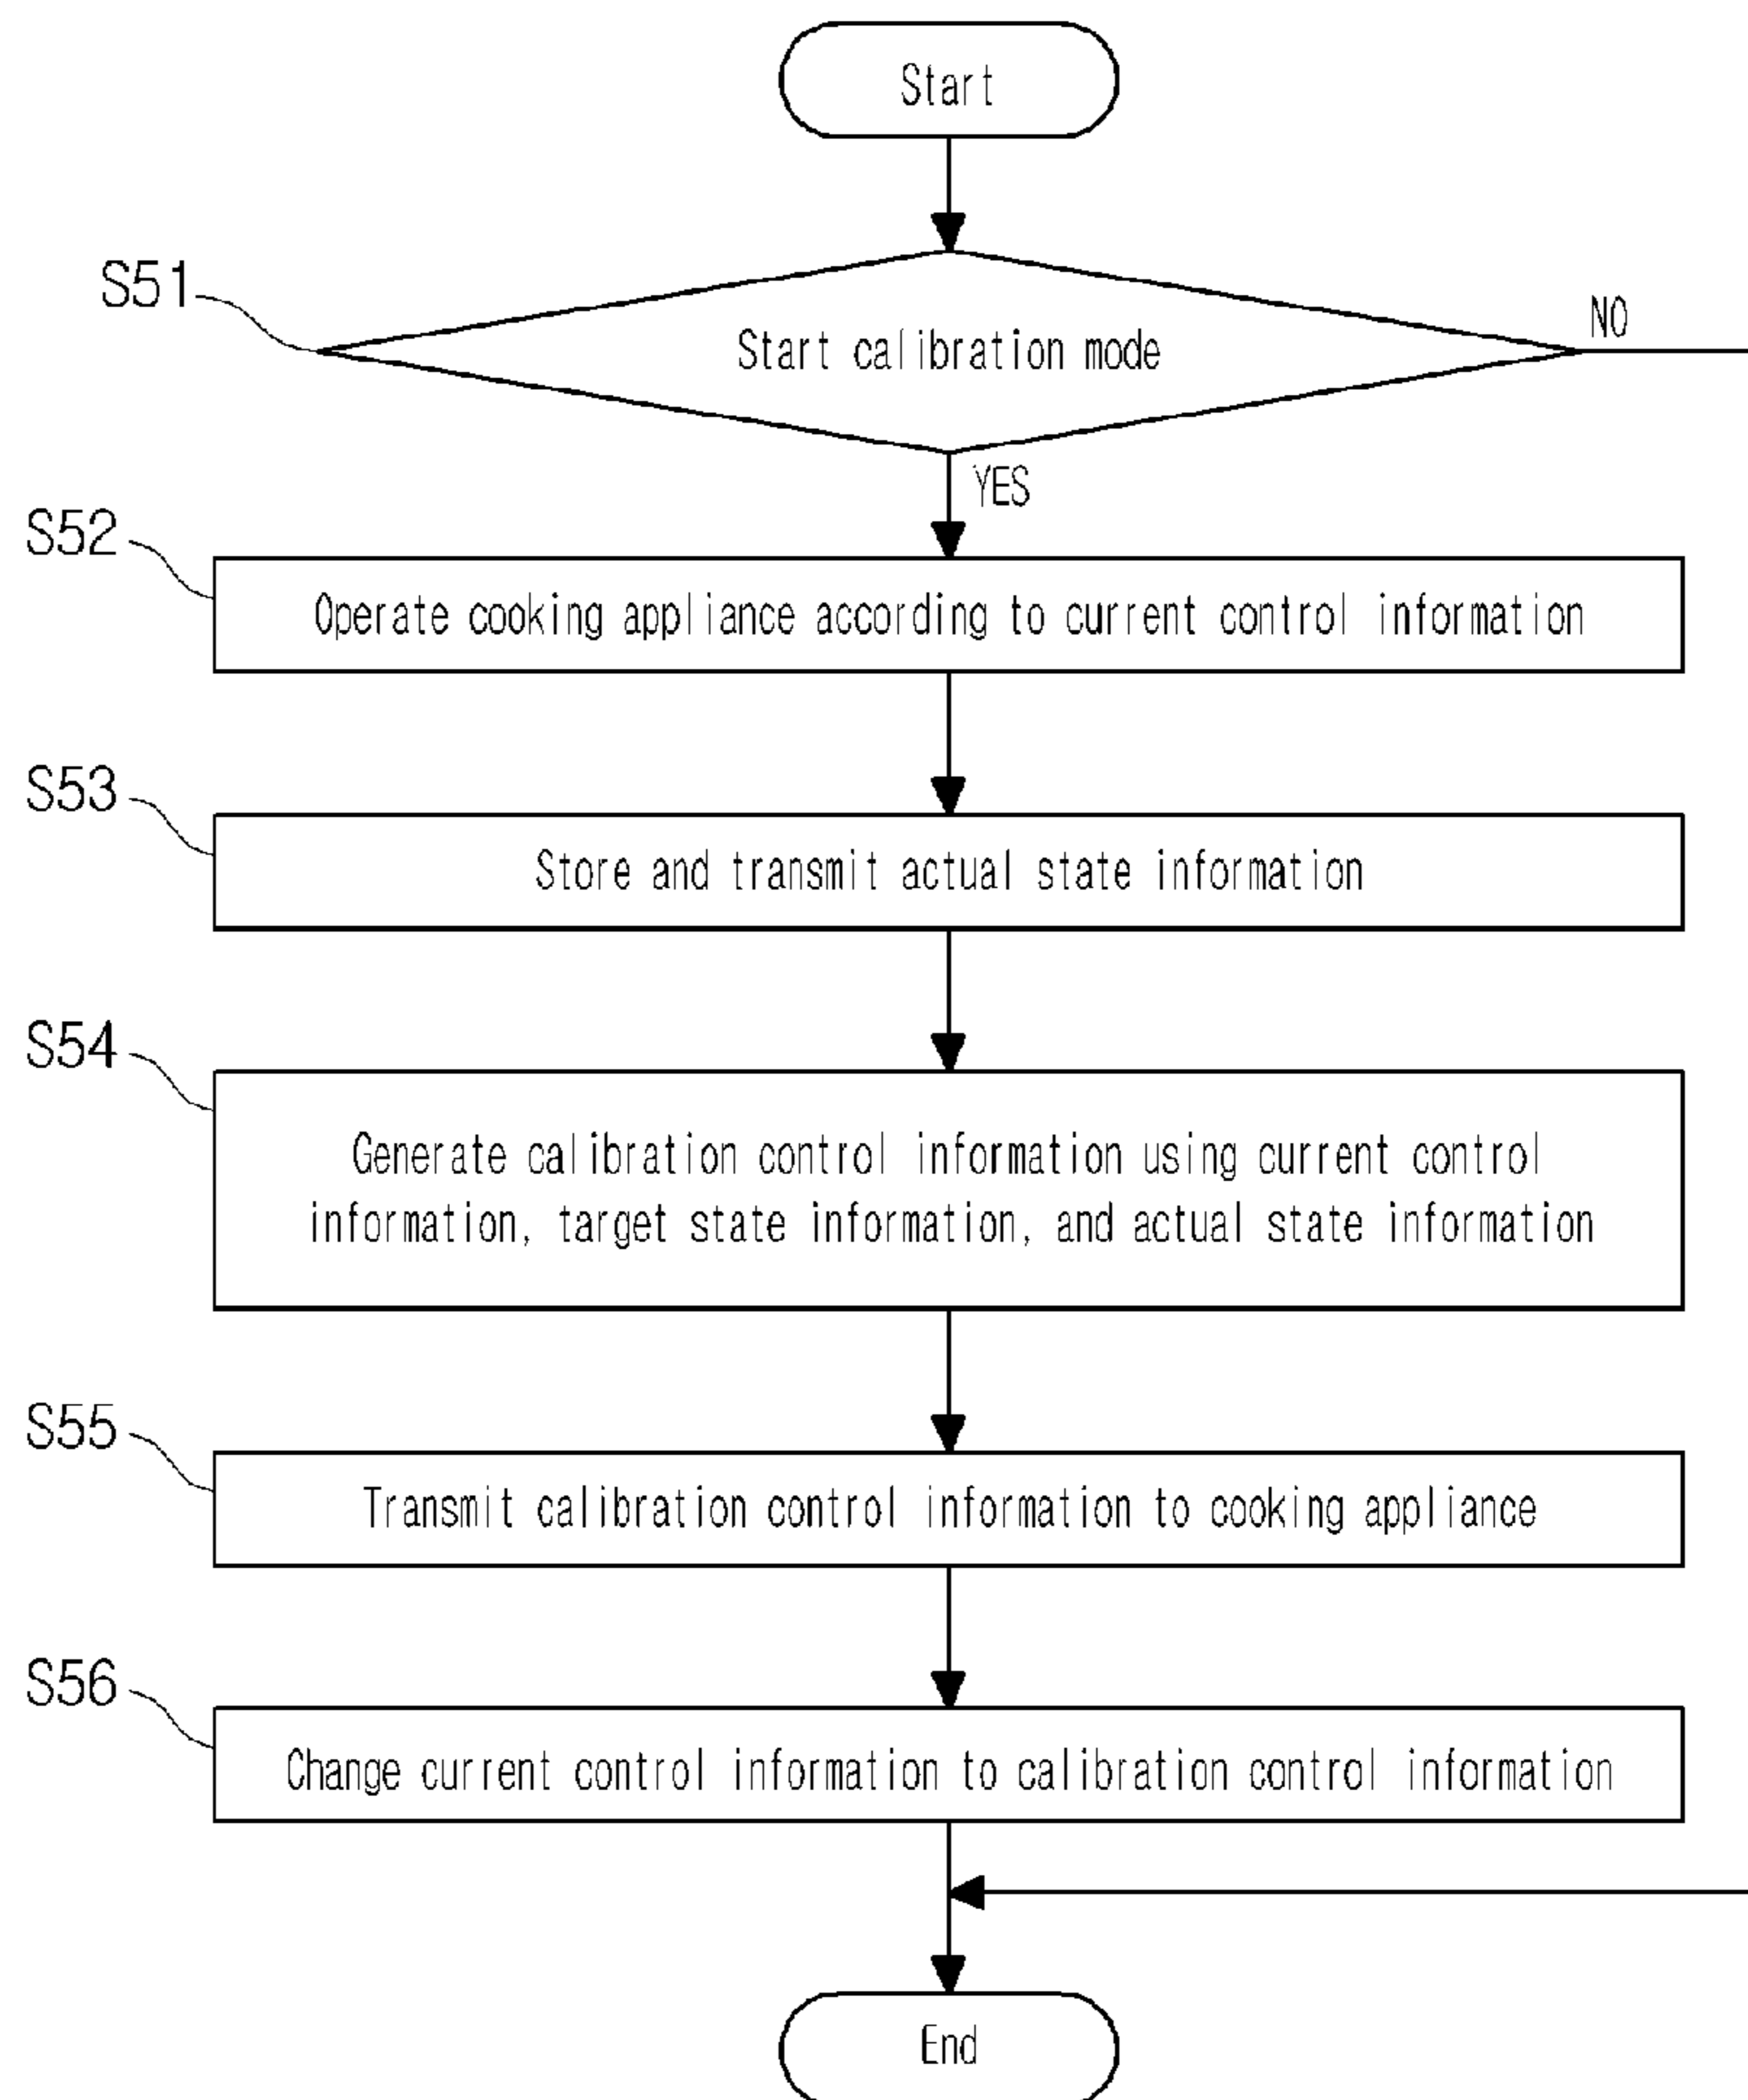 Start
S51
Start calibration mode
NO
YES
S52
Operate cooking appliance according to current control information
S53
Store and transmit actual state information
S54
Generate calibration control information using current control
information, target state information, and actual state information
S55
Transmit calibration control information to cooking appliance
S56
Change current control information to calibration control information
End